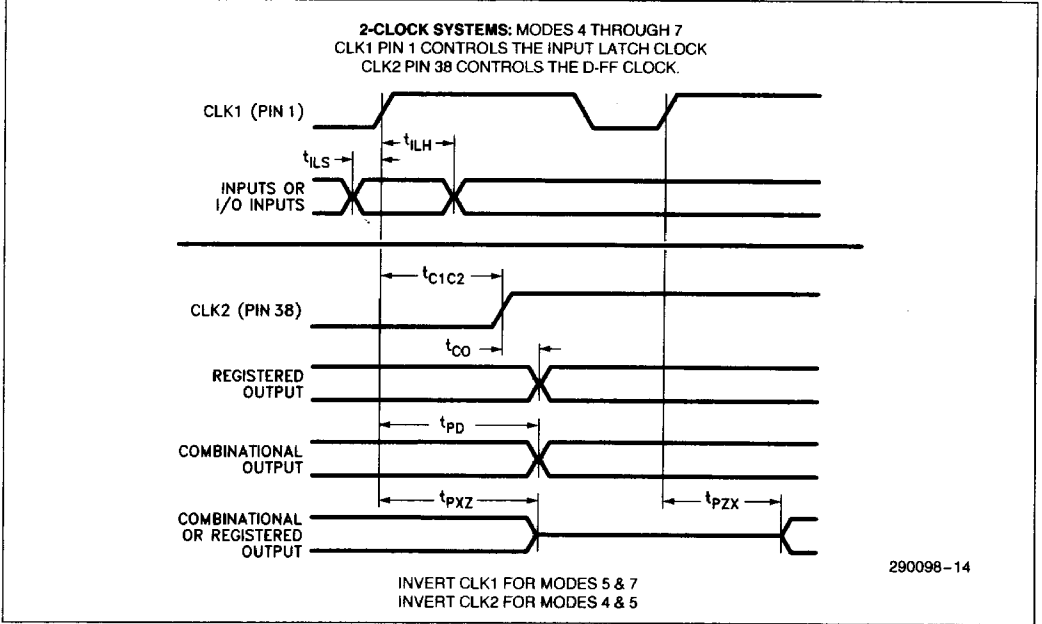 2-CLOCK SYSTEMS: MODES 4 THROUGH 7
CLK1 PIN 1 CONTROLS THE INPUT LATCH CLOCK
CLK2 PIN 38 CONTROLS THE D-FF CLOCK.
CLK1 (PIN 1)
tILH
tILS
INPUTS OR
I/O INPUTS
tC1C2
CLK2 (PIN 38)
tCO
REGISTERED
OUTPUT
tPD
COMBINATIONAL
OUTPUT
tPXZ
tPZX
COMBINATIONAL
OR REGISTERED
OUTPUT
290098-14
INVERT CLK1 FOR MODES 5 & 7
INVERT CLK2 FOR MODES 4 & 5